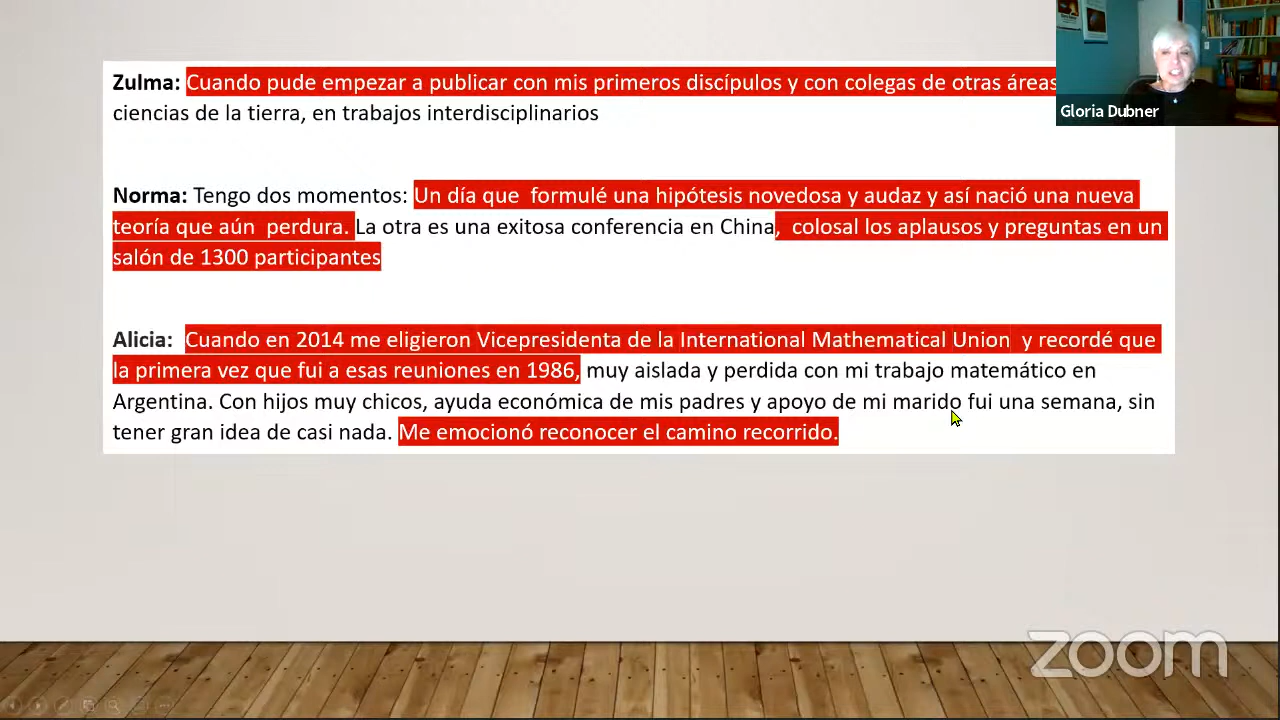 Zulma: Cuando pude empezar a publicar con mis primeros discípulos y con colegas de otras áreas
ciencias de la tierra, en trabajos interdisciplinarios
Gloria Dubner
Norma: Tengo dos momentos: Un día que formulé una hipótesis novedosa y audaz y así nació una nueva
teoría que aún perdura. La otra es una exitosa conferencia en China, colosal los aplausos y preguntas en un
salón de 1300 participantes
Alicia: Cuando en 2014 me eligieron Vicepresidenta de la International Mathematical Union y recordé que
la primera vez que fui a esas reuniones en 1986, muy aislada y perdida con mi trabajo matemático en
Argentina. Con hijos muy chicos, ayuda económica de mis padres y apoyo de mi marido fui una semana, sin
tener gran idea de casi nada. Me emocionó reconocer el camino recorrido.
zoom